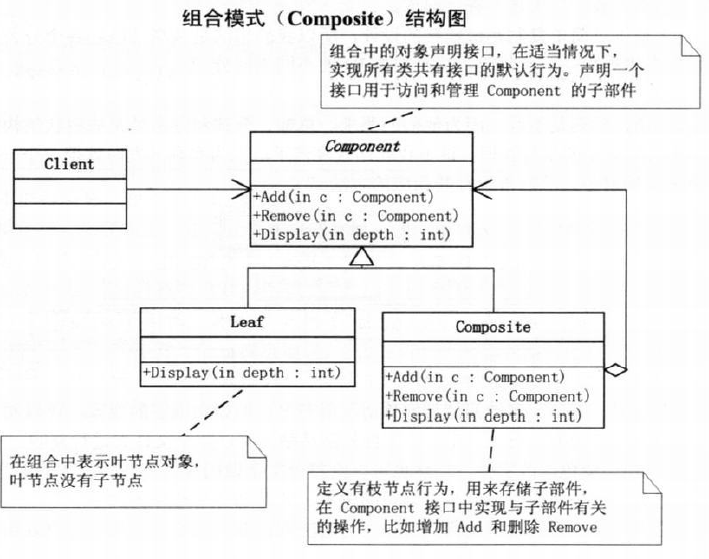 组合模式（Composite）结构图
组合中的对象声明接口，在适当情况下，
实现所有类共有接口的默认行为。声明一个
接口用于访问和管理 Component 的子部件
Component
+Add(in c : Component)
+Remove(in c : Component)
+Display(in depth : int)
Client
Leaf
+Display(in depth : int)
Composite
+Add(in c : Component)
+Remove(in c : Component)
+Display(in depth : int)
在组合中表示叶节点对象，
叶节点没有子节点
定义有枝节点行为，用来存储子部件，
在 Component 接口中实现与子部件有关
的操作，比如增加 Add 和删除 Remove